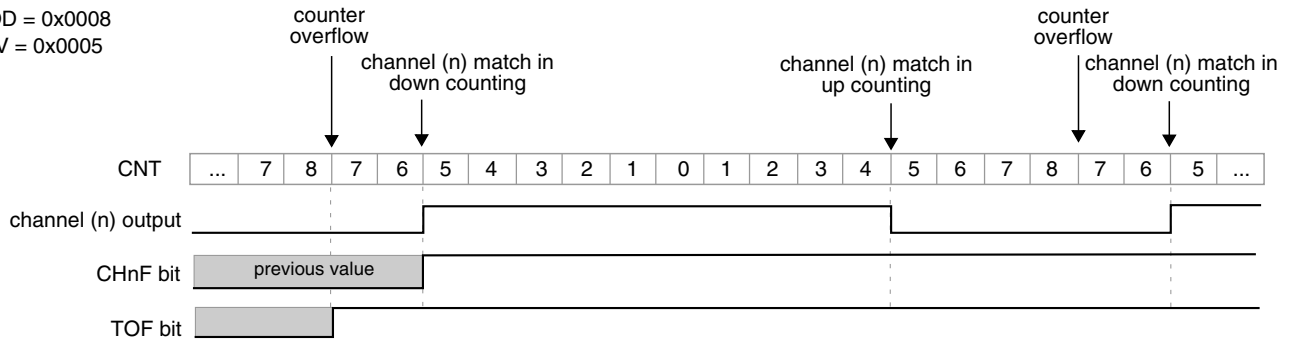 D = 0x0008
V = 0x0005
counter
overflow
channel (n) match in
down counting
channel (n) match in
up counting
counter
overflow
channel (n) match in
down counting
CNT ... 7 8 7 6 5 4 3 2 1 0 1 2 3 4 5 6 7 8 7 6 5 ...
channel (n) output
CHnF bit previous value
TOF bit